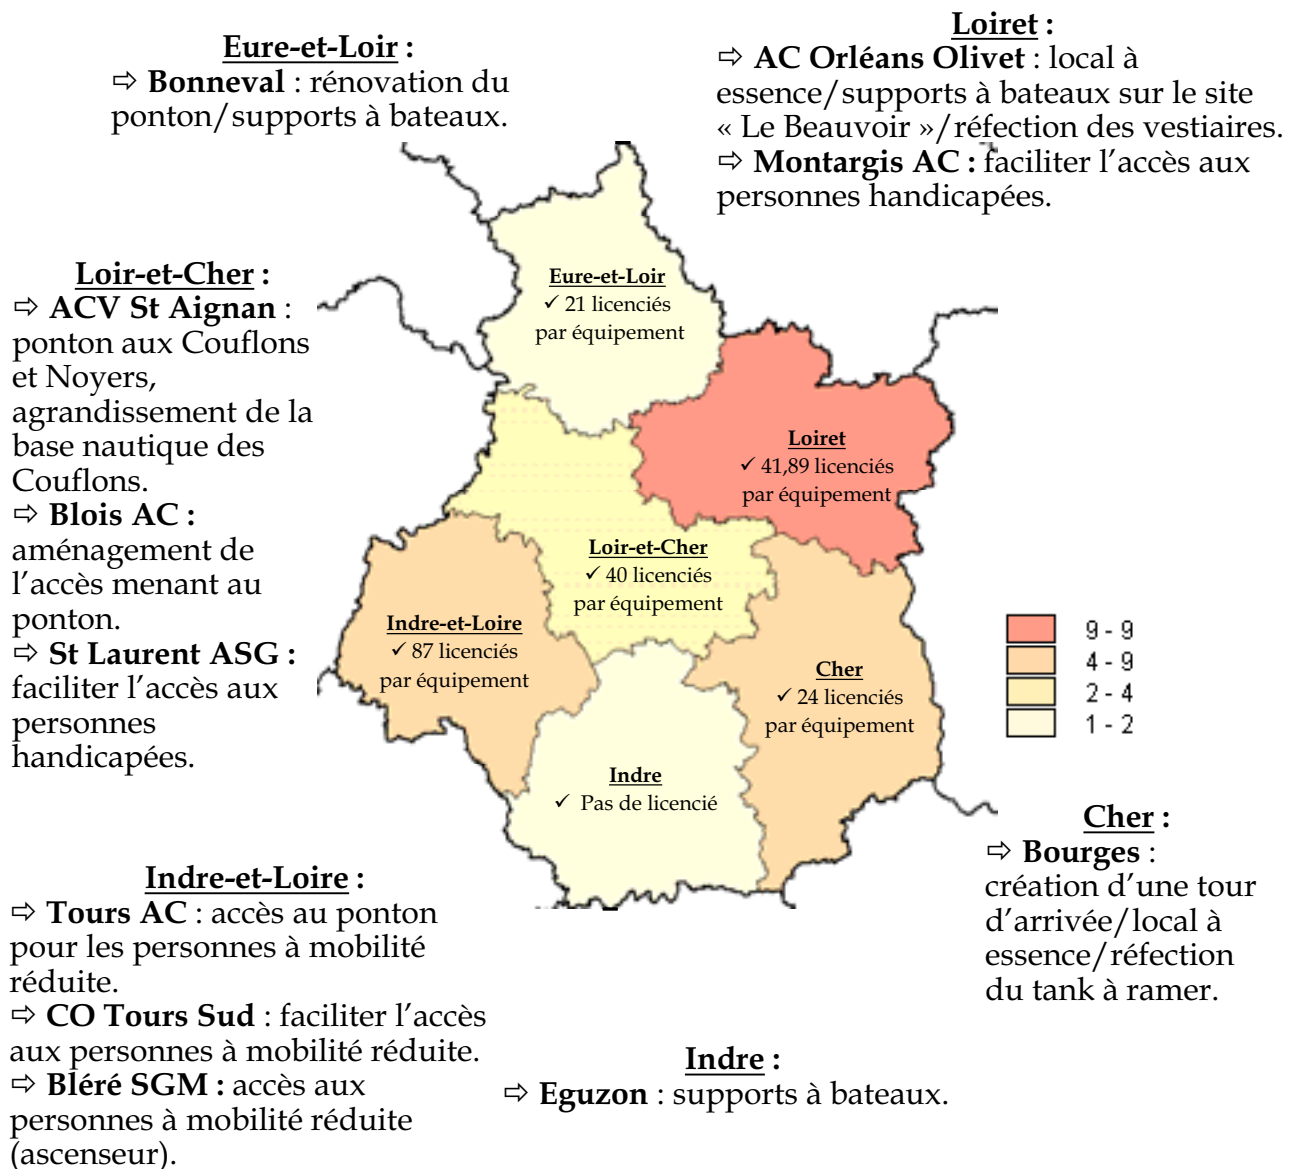 Eure-et-Loir :
⇨ Bonneval : rénovation du
ponton/supports à bateaux.
Loiret :
⇨ AC Orléans Olivet : local à
essence/supports à bateaux sur le site
« Le Beauvoir »/réfection des vestiaires.
⇨ Montargis AC : faciliter l’accès aux
personnes handicapées.
Loir-et-Cher :
⇨ ACV St Aignan :
ponton aux Couflons
et Noyers,
agrandissement de la
base nautique des
Couflons.
⇨ Blois AC :
aménagement de
l’accès menant au
ponton.
⇨ St Laurent ASG :
faciliter l’accès aux
personnes
handicapées.
Eure-et-Loir
✓ 21 licenciés
par équipement
Loiret
✓ 41,89 licenciés
par équipement
Loir-et-Cher
✓ 40 licenciés
par équipement
Indre-et-Loire
✓ 87 licenciés
par équipement
Cher
✓ 24 licenciés
par équipement
Indre
✓ Pas de licencié
9 - 9
4 - 9
2 - 4
1 - 2
Cher :
⇨ Bourges :
création d’une tour
d’arrivée/local à
essence/réfection
du tank à ramer.
Indre-et-Loire :
⇨ Tours AC : accès au ponton
pour les personnes à mobilité
réduite.
⇨ CO Tours Sud : faciliter l’accès
aux personnes à mobilité réduite.
⇨ Bléré SGM : accès aux
personnes à mobilité réduite
(ascenseur).
Indre :
⇨ Eguzon : supports à bateaux.